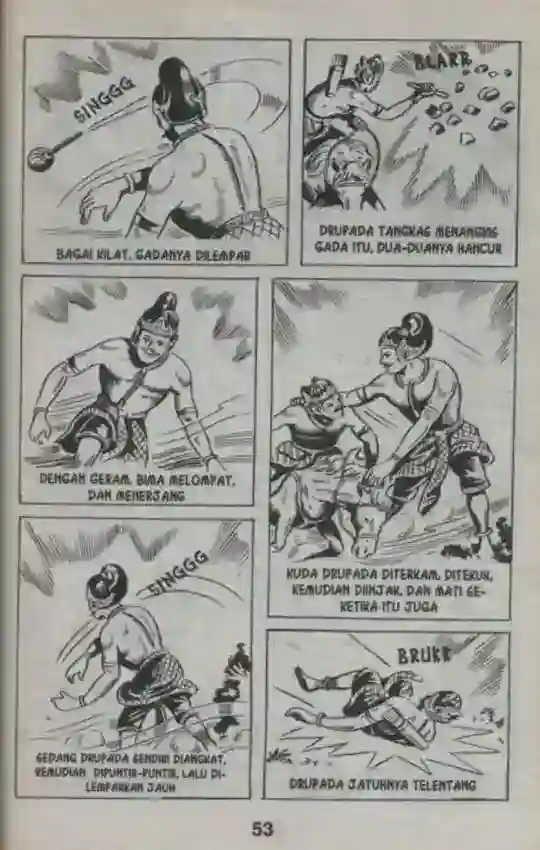 SINGGG
BAGAI KILAT, GADANYA DILEMPAR
BLARR
DRUPADA TANGKAS MENANGKIS
GADA ITU, DUA-DUANYA HANCUR
DENGAN GERAM, BIMA MELOMPAT,
DAN MENERJANG
KUDA DRUPADA DITERKAM, DITEKUK,
KEMUDIAN DIINJAK, DAN MATI SE-
KETIKA ITU JUGA
SINGGG
SEDANG DRUPADA SENDIRI DIANGKAT,
KEMUDIAN DIPUNTIR-PUNTIR, LALU DI-
LEMPARKAN JAUH
BRUKK
DRUPADA JATUHNYA TELENTANG
53